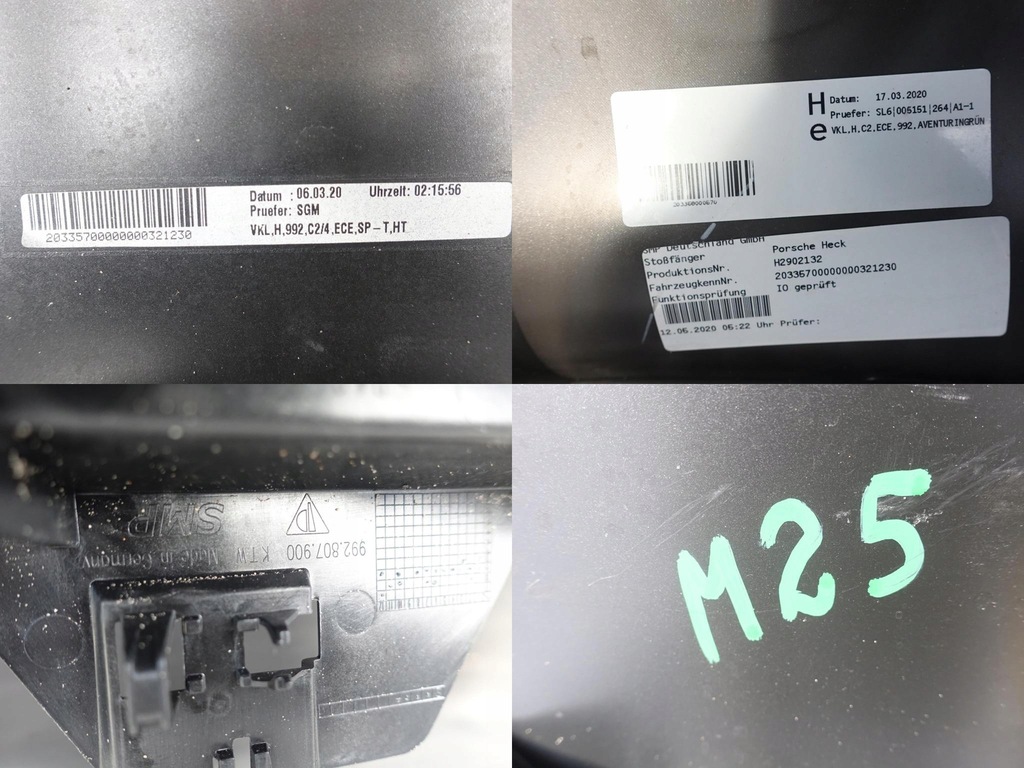 Datum : 06.03.20 Uhrzeit: 02:15:56
Pruefer: SGM
VKL,H,992,C2/4,ECE,SP-T,HT
20335700000000321230
H Datum: 17.03.2020
Pruefer: SL6|005151|264|A1-1
e VKL,H,C2,ECE,992,AVENTURINGRÜN
SMP Deutschland GmbH
Stoßfänger Porsche Heck
ProduktionsNr. H2902132
FahrzeugkennNr. 20335700000000321230
Funktionsprüfung IO geprüft
12.05.2020 05:22 Uhr Prüfer:
SMP
992.807.900 KTW Made in Germany
M25